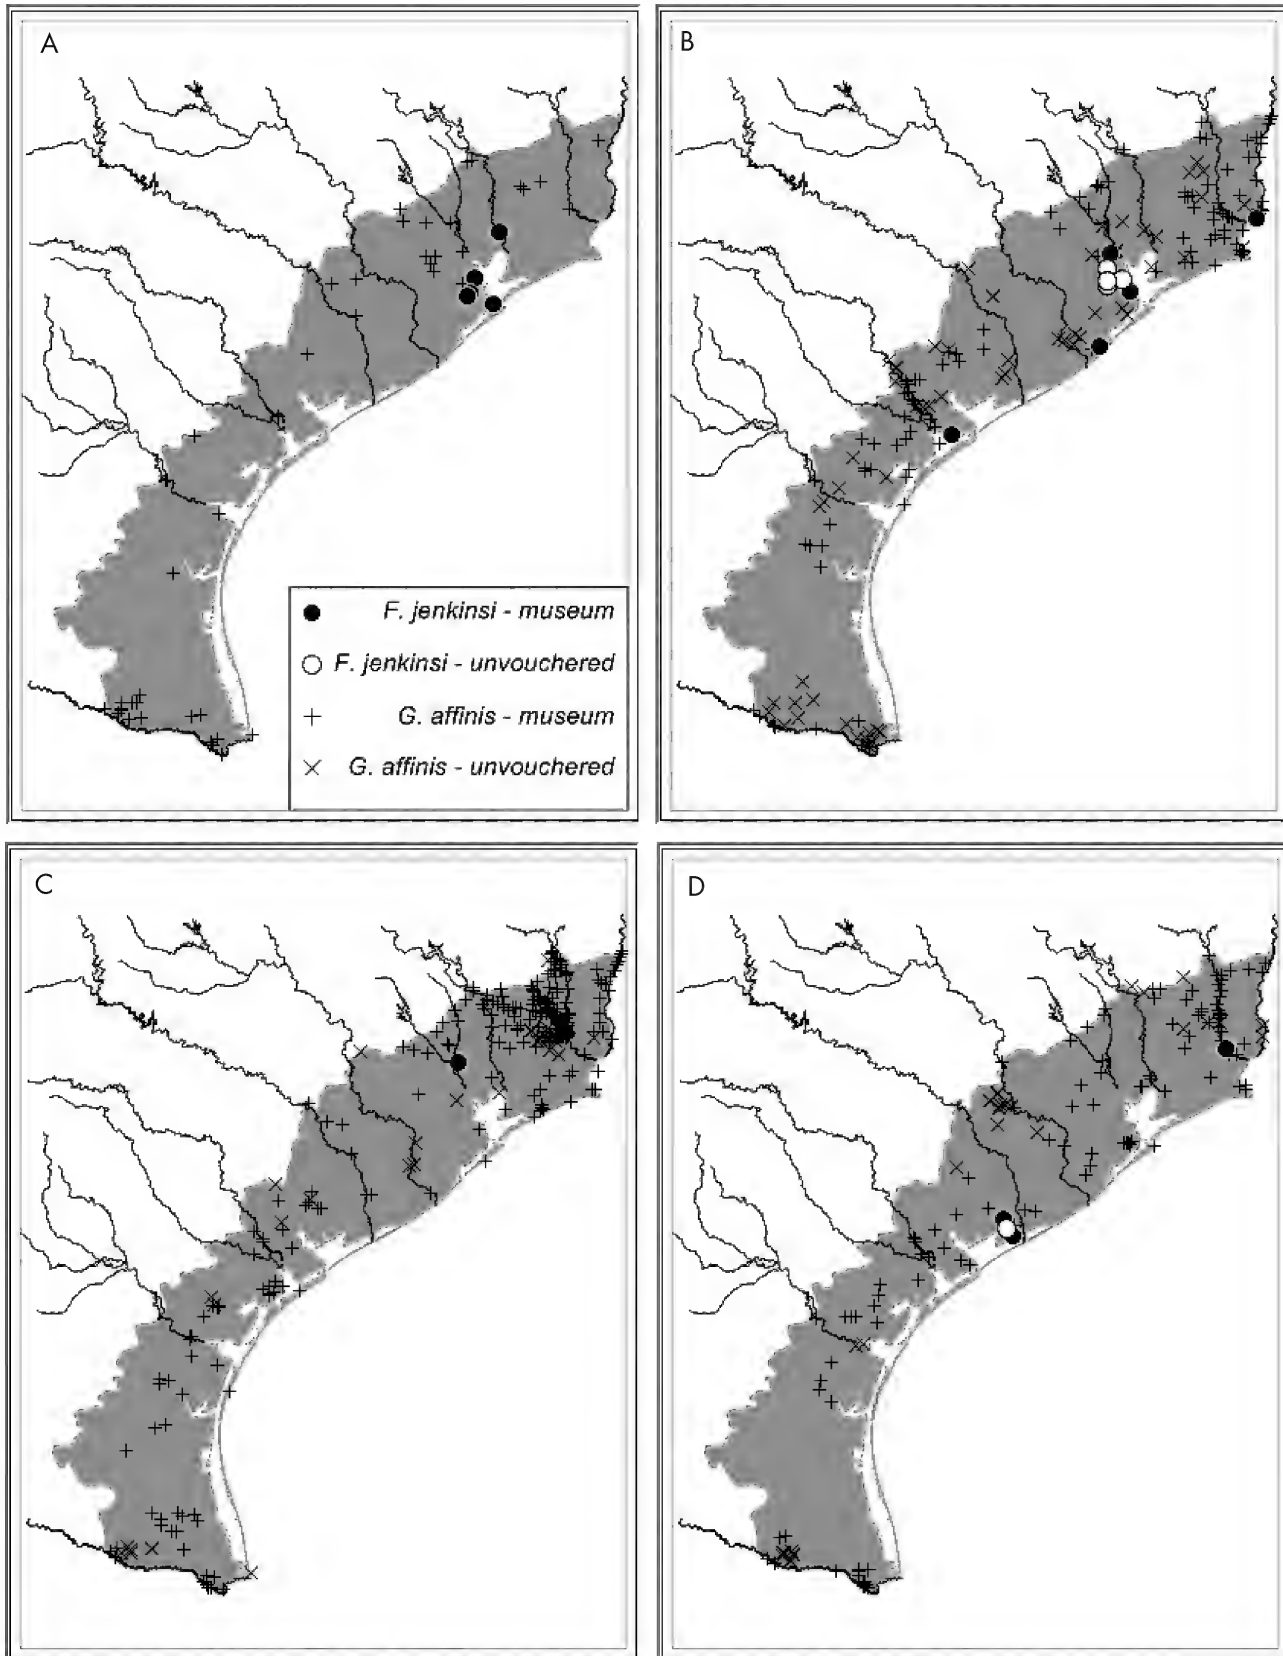 A
B
F. jenkinsi - museum
F. jenkinsi - unvouchered
G. affinis - museum
G. affinis - unvouchered
C
D